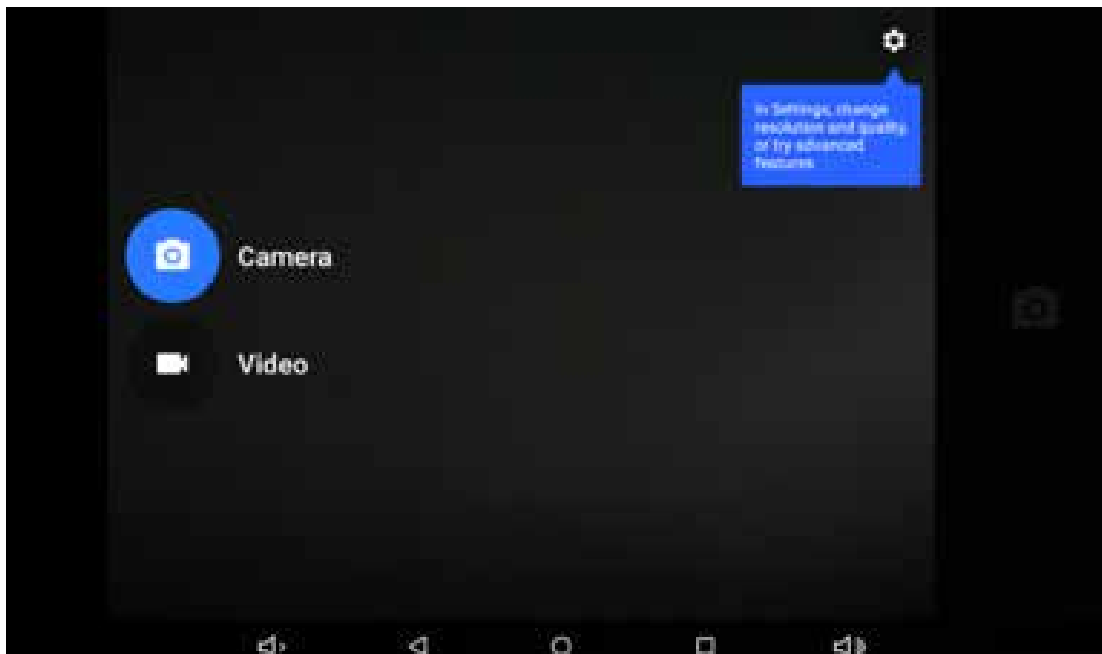 In Settings, change
resolution and quality,
or try advanced
features
Camera
Video